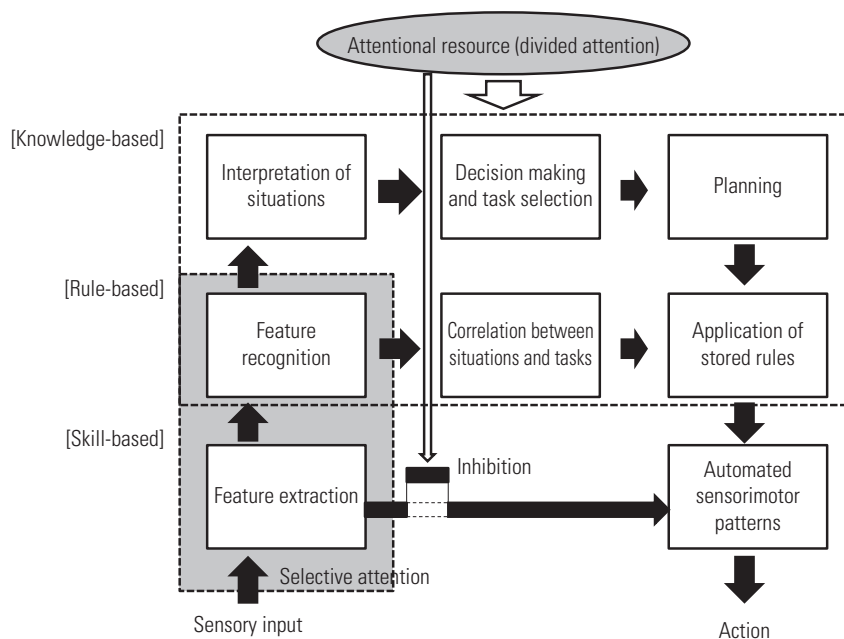 Attentional resource (divided attention)
[Knowledge-based]
Interpretation of
situations
Decision making
and task selection
Planning
[Rule-based]
Feature
recognition
Correlation between
situations and tasks
Application of
stored rules
[Skill-based]
Feature extraction
Inhibition
Automated
sensorimotor
patterns
Selective attention
Sensory input
Action